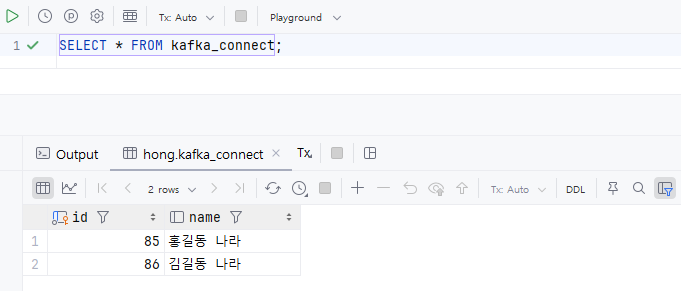 Tx: Auto Playground
1 SELECT * FROM kafka_connect;
Output hong.kafka_connect Tx
2 rows Tx: Auto DDL
id name
1 85 홍길동 나라
2 86 김길동 나라